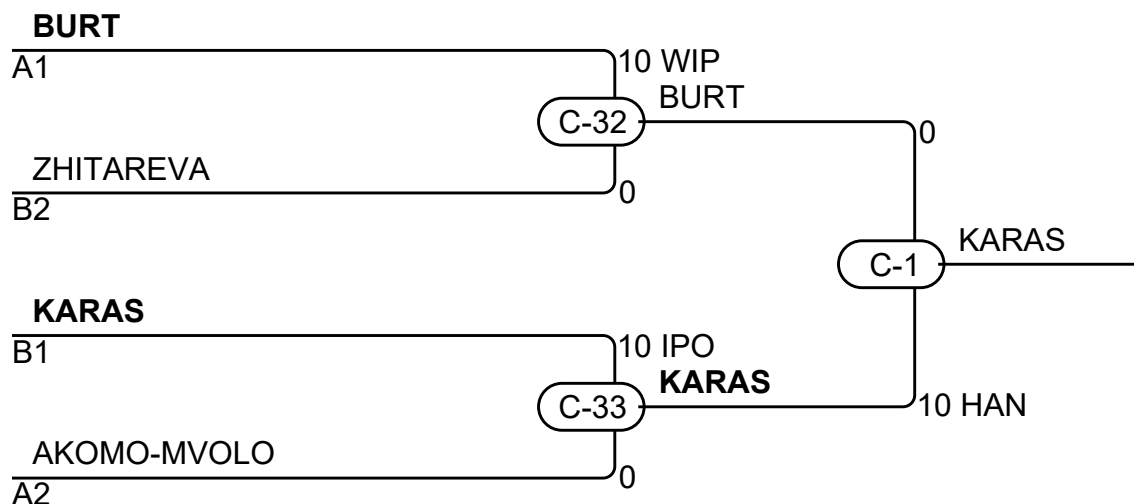 BURT
A1
10 WIP
BURT
C-32
0
ZHITAREVA
0
B2
KARAS
C-1
KARAS
B1
10 IPO
KARAS
C-33
10 HAN
AKOMO-MVOLO
0
A2